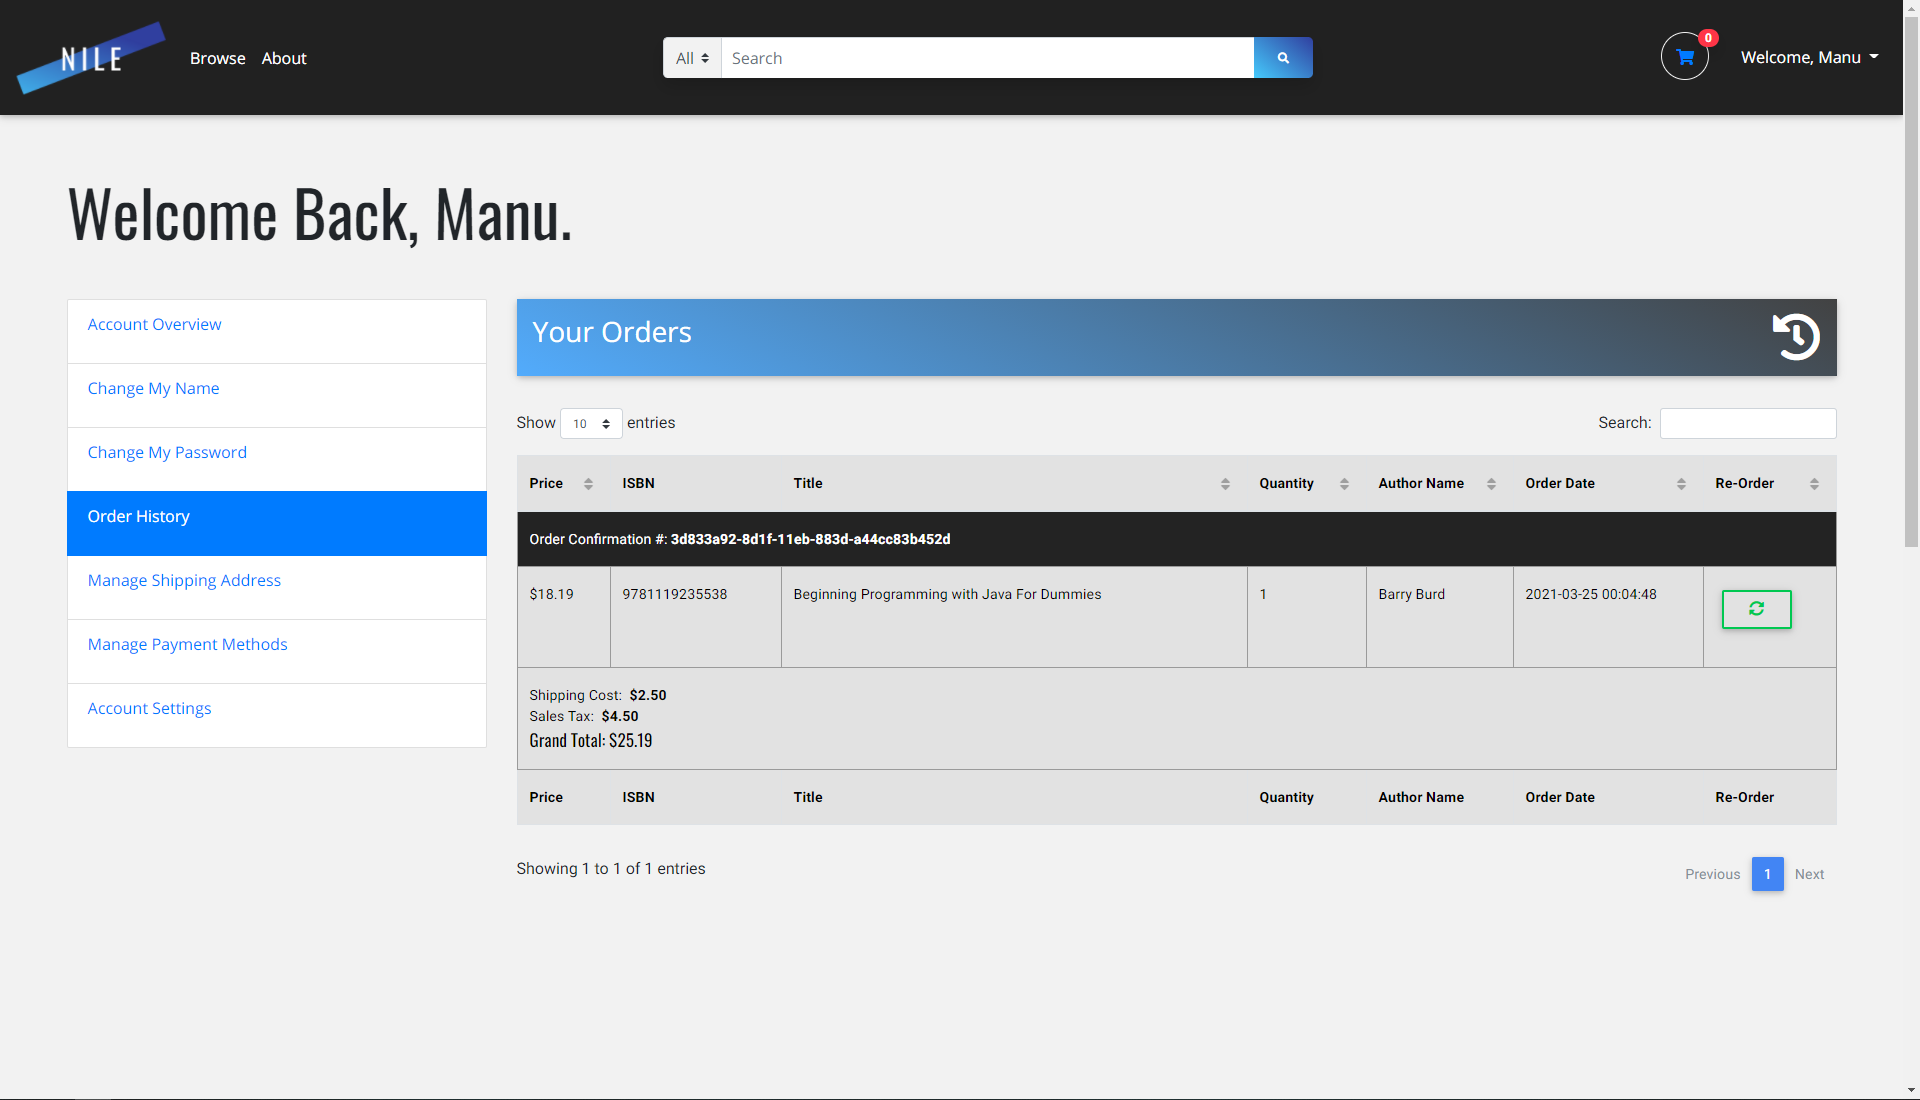 NILE
Browse About
All Search
0
Welcome, Manu
Welcome Back, Manu.
Account Overview
Change My Name
Change My Password
Order History
Manage Shipping Address
Manage Payment Methods
Account Settings
Your Orders
Show 10 entries
Search:
Price ISBN Title Quantity Author Name Order Date Re-Order
Order Confirmation #: 3d833a92-8d1f-11eb-883d-a44cc83b452d
$18.19 9781119235538 Beginning Programming with Java For Dummies 1 Barry Burd 2021-03-25 00:04:48
Shipping Cost: $2.50
Sales Tax: $4.50
Grand Total: $25.19
Price ISBN Title Quantity Author Name Order Date Re-Order
Showing 1 to 1 of 1 entries
Previous 1 Next